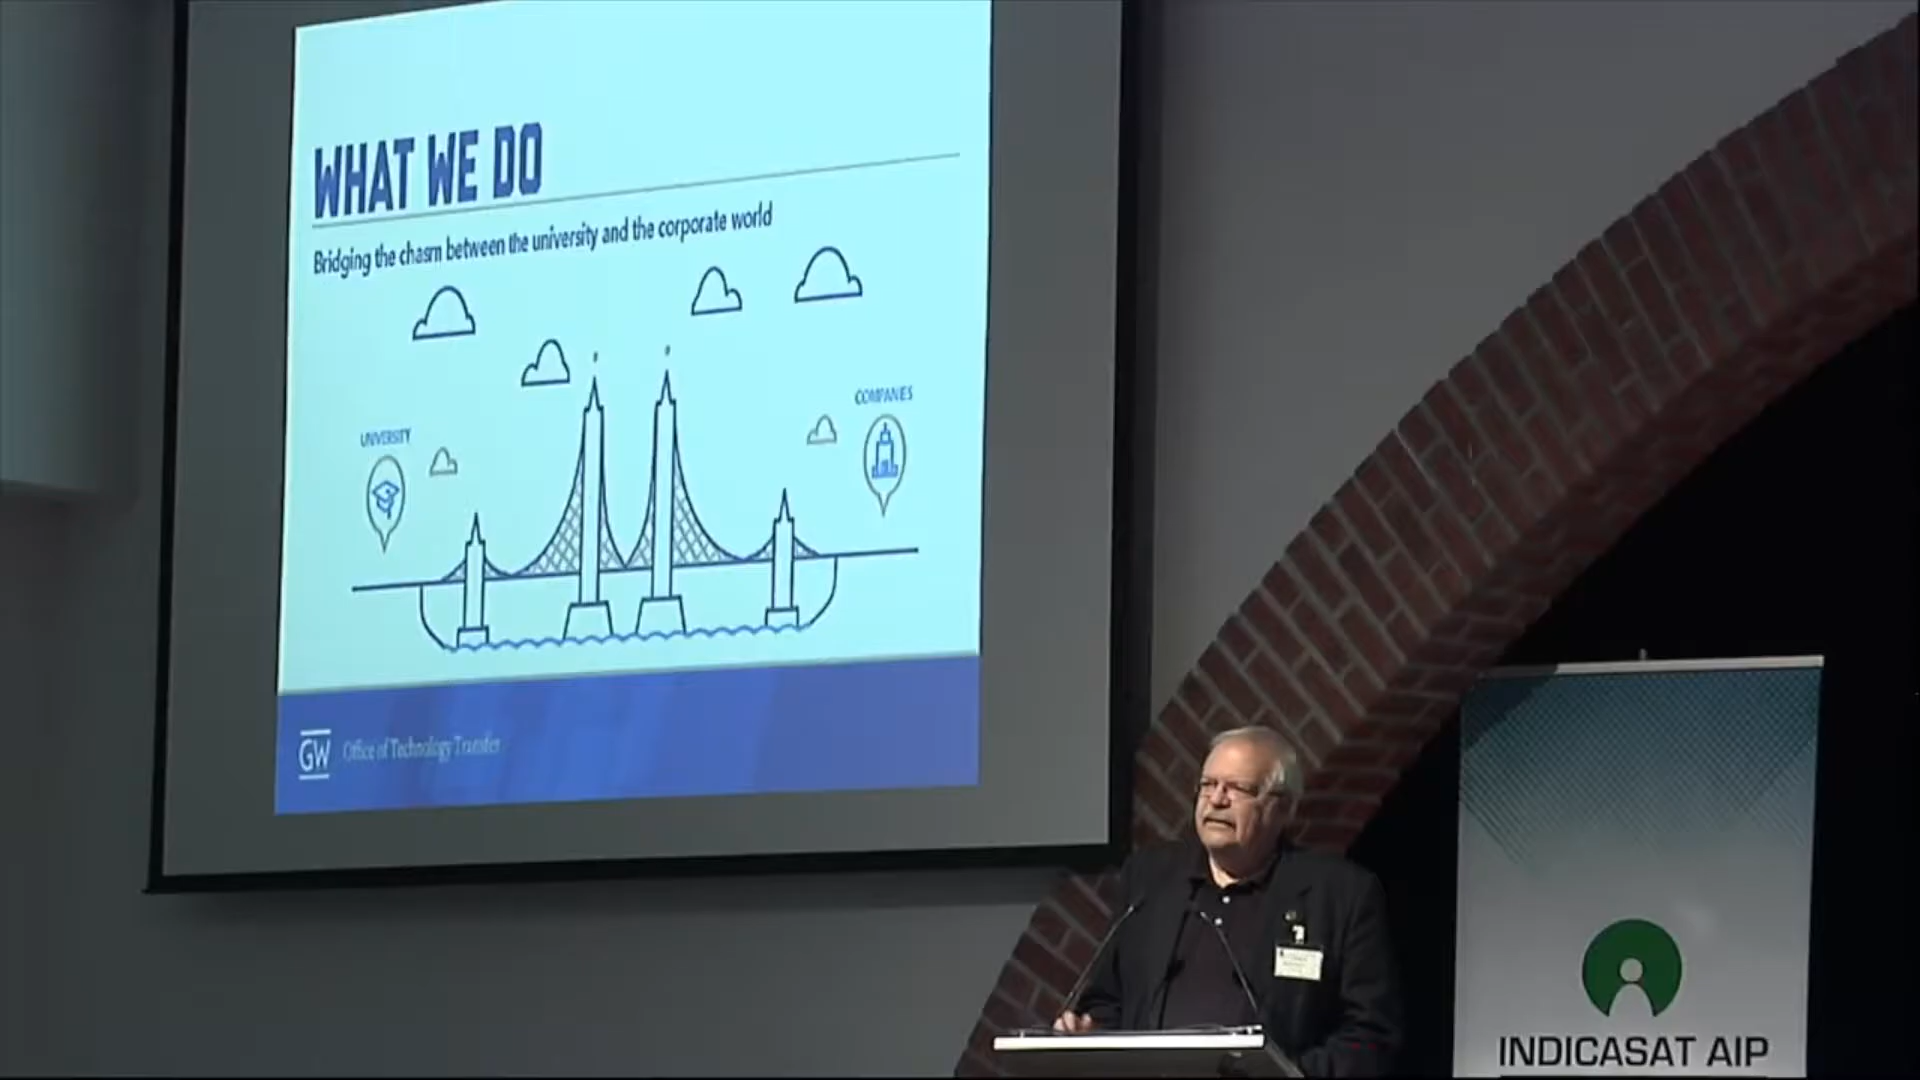 WHAT WE DO
Bridging the chasm between the university and the corporate world
COMPANIES
UNIVERSITY
GW Office of Technology Transfer
INDICASAT AIP